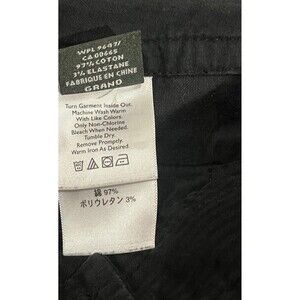 WPL 9647/
CA00665
97% COTON
3% ELASTANE
FABRIQUE EN CHINE
GRANO
Turn Garment Inside Out.
Machine Wash Warm
With Like Colors.
Only Non-Chlorine
Bleach When Needed.
Tumble Dry.
Remove Promptly.
Warm Iron As Desired.
綿 97%
ポリウレタン 3%